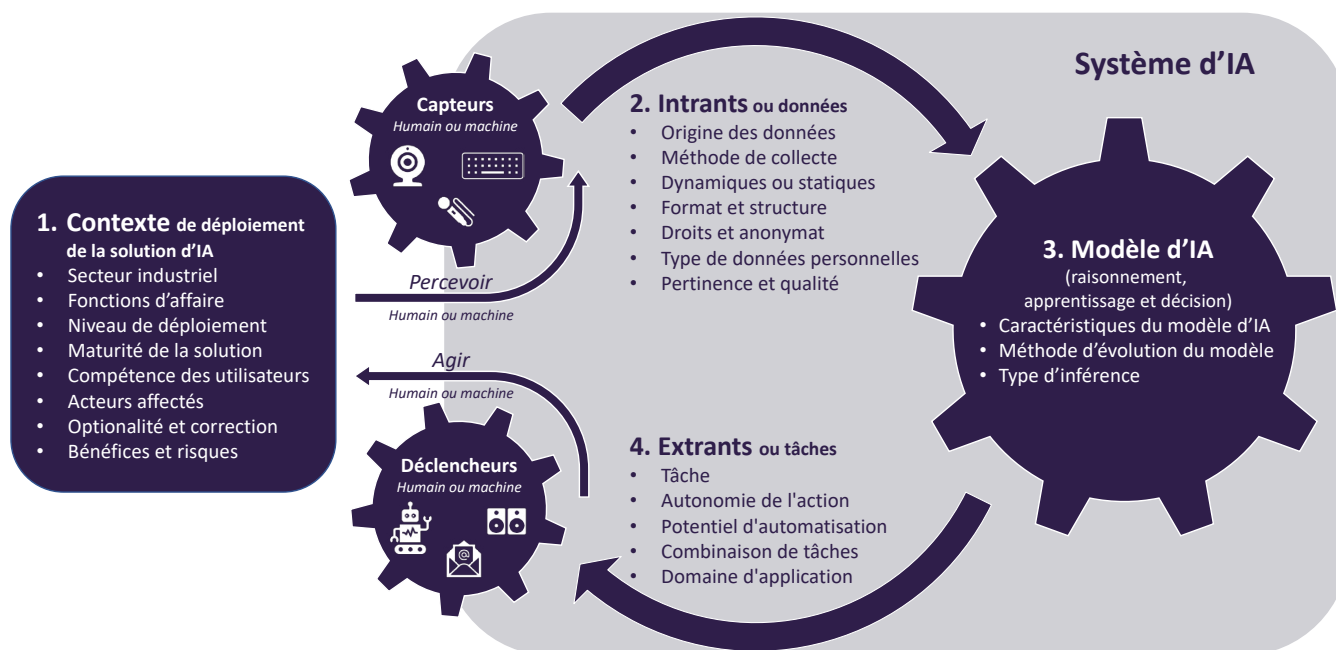 Système d’IA
Capteurs
Humain ou machine
1. Contexte de déploiement
de la solution d’IA
• Secteur industriel
• Fonctions d’affaire
• Niveau de déploiement
• Maturité de la solution
• Compétence des utilisateurs
• Acteurs affectés
• Optionalité et correction
• Bénéfices et risques
Percevoir
Humain ou machine
Agir
Humain ou machine
2. Intrants ou données
• Origine des données
• Méthode de collecte
• Dynamiques ou statiques
• Format et structure
• Droits et anonymat
• Type de données personnelles
• Pertinence et qualité
3. Modèle d’IA
(raisonnement,
apprentissage et décision)
• Caractéristiques du modèle d’IA
• Méthode d’évolution du modèle
• Type d’inférence
4. Extrants ou tâches
• Tâche
• Autonomie de l'action
• Potentiel d'automatisation
• Combinaison de tâches
• Domaine d'application
Déclencheurs
Humain ou machine
@